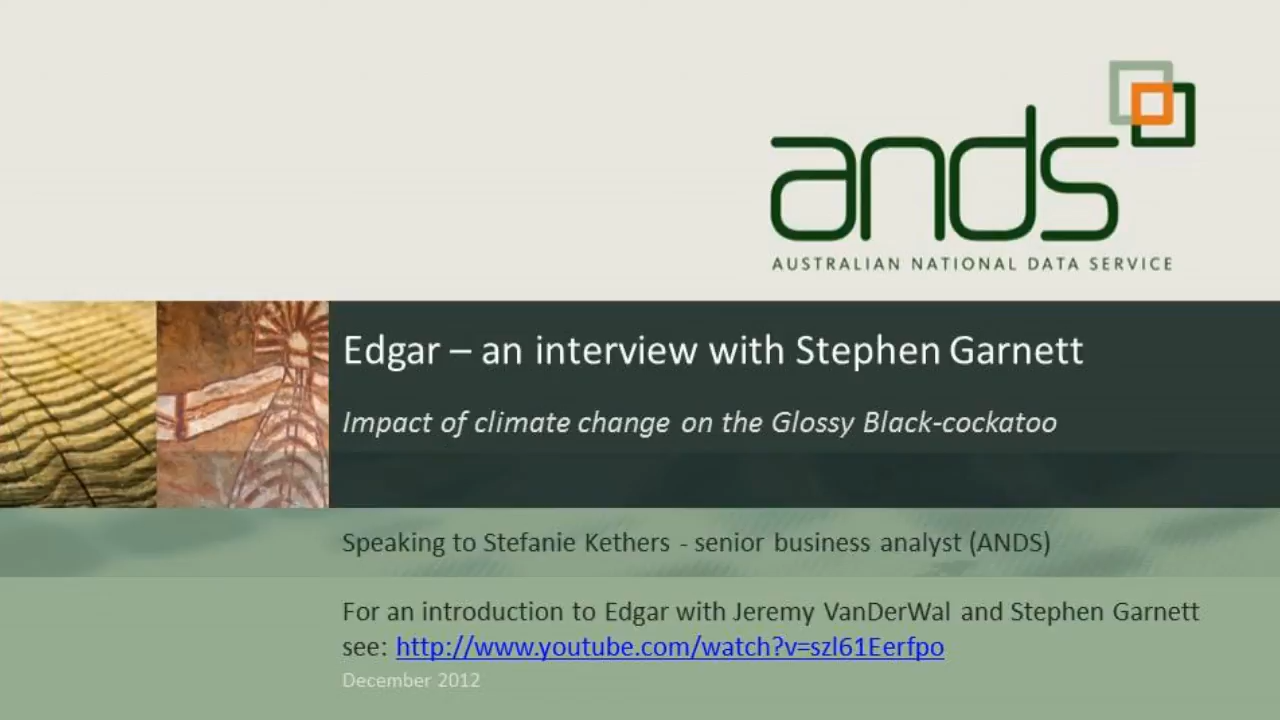 ands
AUSTRALIAN NATIONAL DATA SERVICE
Edgar – an interview with Stephen Garnett
Impact of climate change on the Glossy Black-cockatoo
Speaking to Stefanie Kethers - senior business analyst (ANDS)
For an introduction to Edgar with Jeremy VanDerWal and Stephen Garnett
see: http://www.youtube.com/watch?v=szl61Eerfpo
December 2012